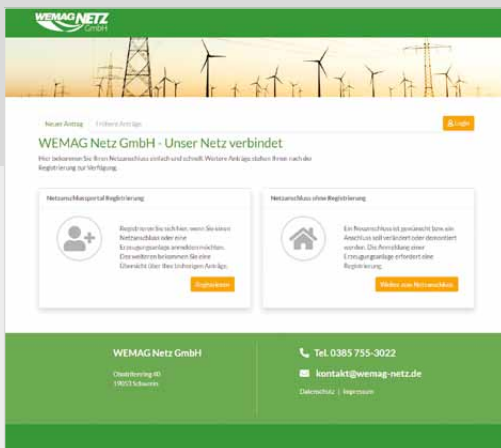 WEMAG NETZ
GmbH
Neuer Antrag Frühere Anträge
Login
WEMAG Netz GmbH - Unser Netz verbindet
Hier bekommen Sie Ihren Netzanschluss einfach und schnell. Weitere Anträge stehen Ihnen nach der
Registrierung zur Verfügung.
Netzanschlussportal Registrierung
Registrieren Sie sich hier, wenn Sie einen
Netzanschluss oder eine
Erzeugungsanlage anmelden möchten.
Des weiteren bekommen Sie eine
Übersicht über Ihre bisherigen Anträge.
Registrieren
Netzanschluss ohne Registrierung
Ein Neuanschluss ist gewünscht bzw. ein
Anschluss soll verändert oder demontiert
werden. Die Anmeldung einer
Erzeugungsanlage erfordert eine
Registrierung.
Weiter zum Netzanschluss
WEMAG Netz GmbH
Obotritenring 40
19053 Schwerin
Tel. 0385 755-3022
kontakt@wemag-netz.de
Datenschutz | Impressum